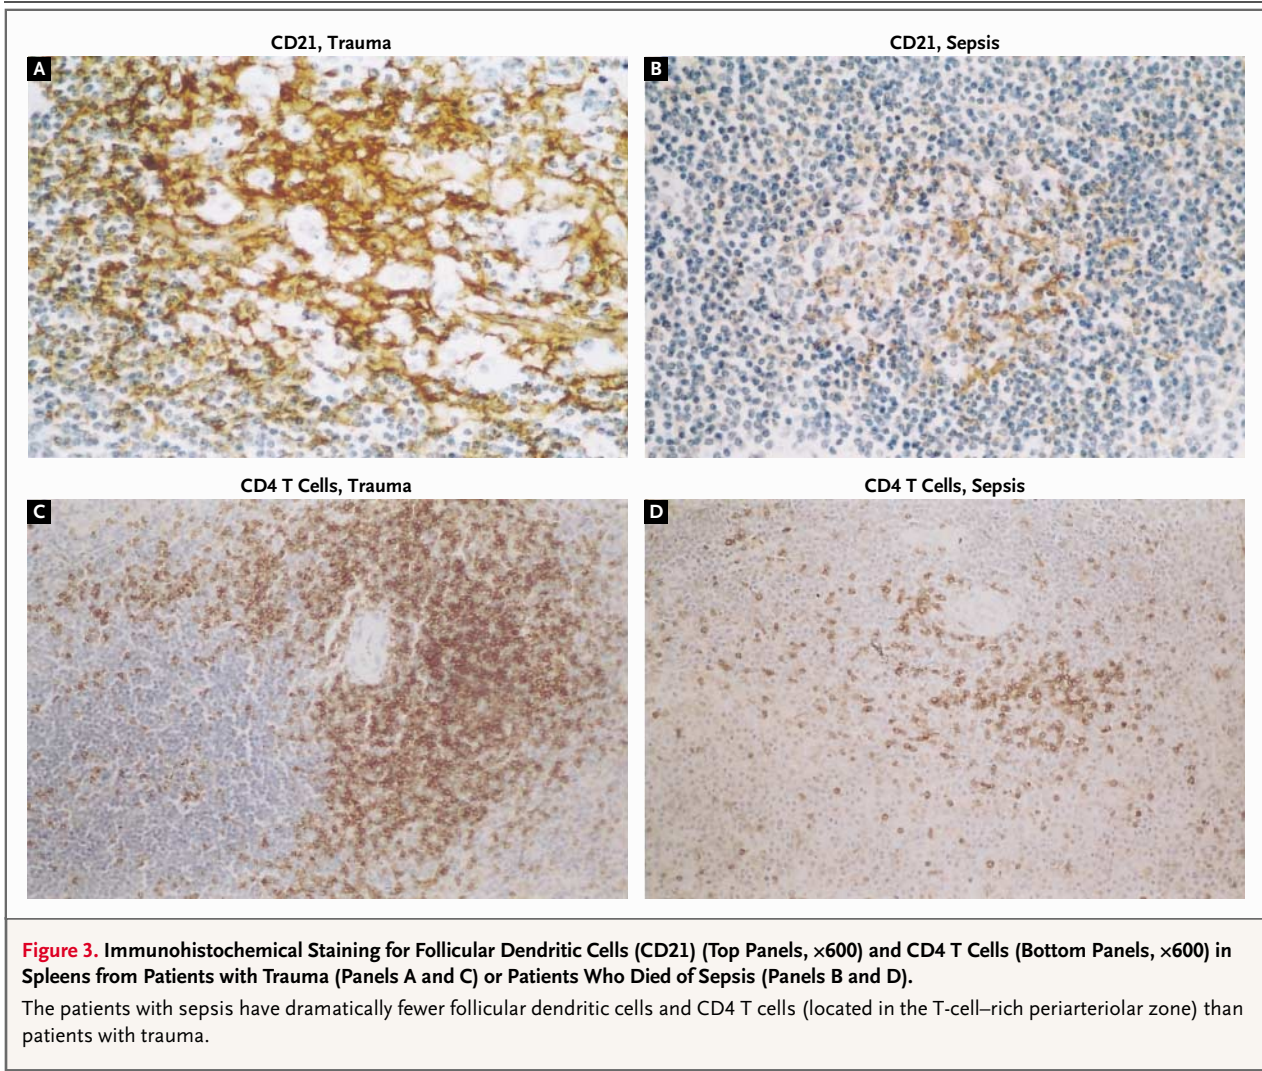 CD21, Trauma
CD21, Sepsis
A
B
CD4 T Cells, Trauma
CD4 T Cells, Sepsis
C
D
Figure 3. Immunohistochemical Staining for Follicular Dendritic Cells (CD21) (Top Panels, ×600) and CD4 T Cells (Bottom Panels, ×600) in
Spleens from Patients with Trauma (Panels A and C) or Patients Who Died of Sepsis (Panels B and D).
The patients with sepsis have dramatically fewer follicular dendritic cells and CD4 T cells (located in the T-cell–rich periarteriolar zone) than
patients with trauma.